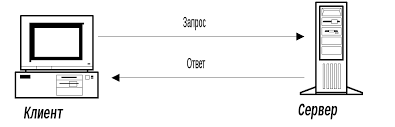 Запрос
Ответ
Клиент
Сервер